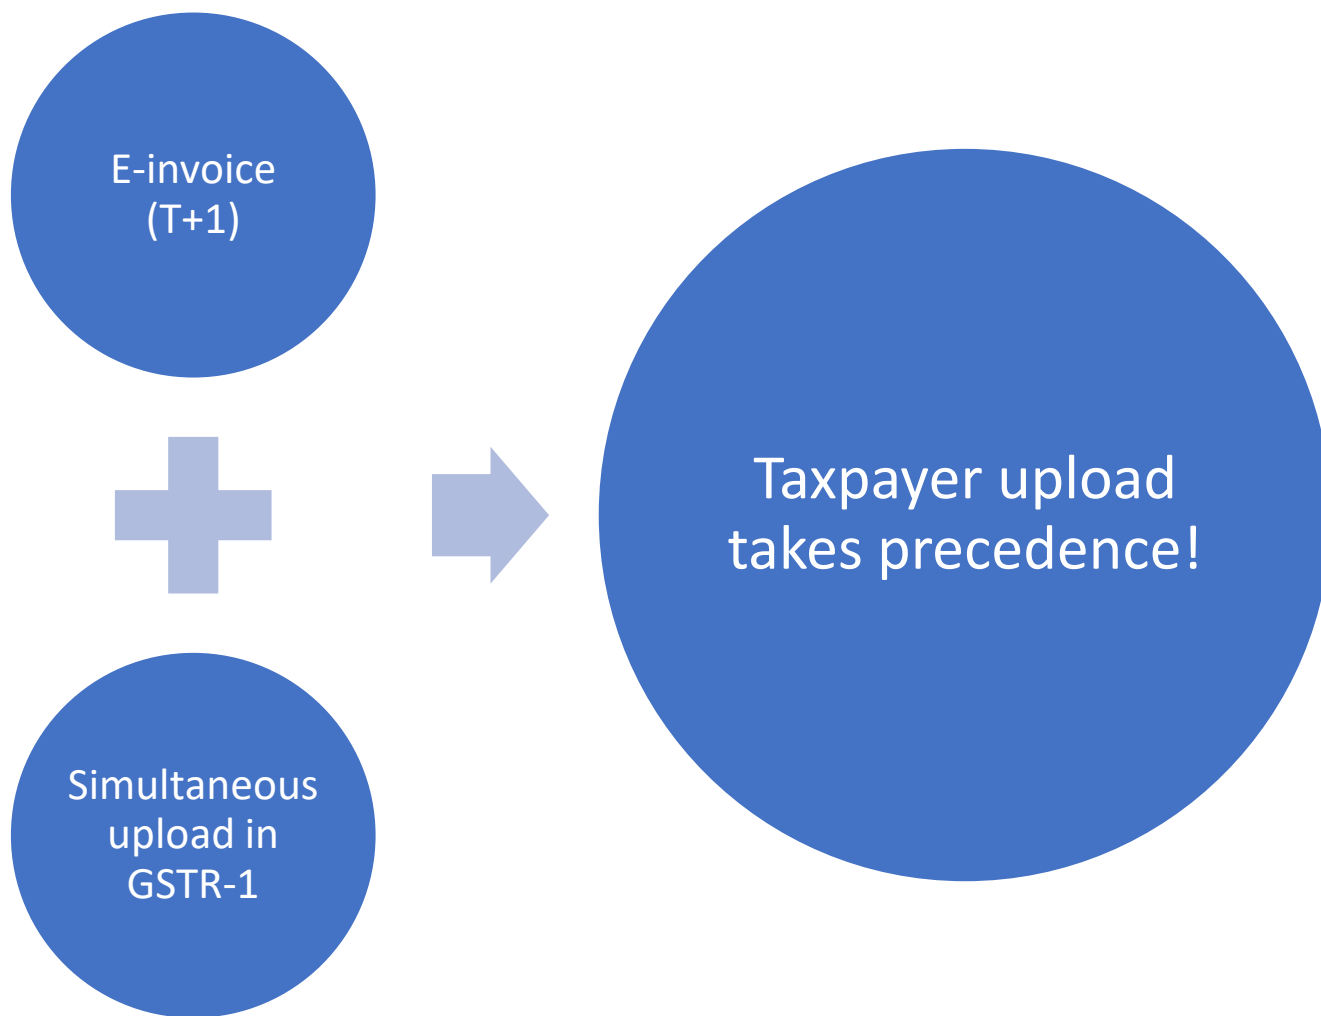 E-invoice
(T+1)
Simultaneous
upload in
GSTR-1
Taxpayer upload
takes precedence!